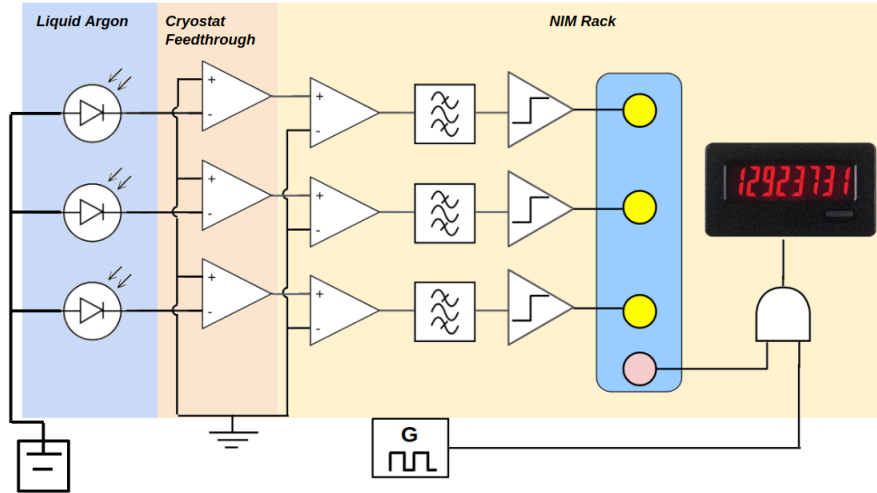 Liquid Argon
Cryostat
Feedthrough
NIM Rack
+
-
+
-
+
-
+
-
+
-
+
-
12923731
G